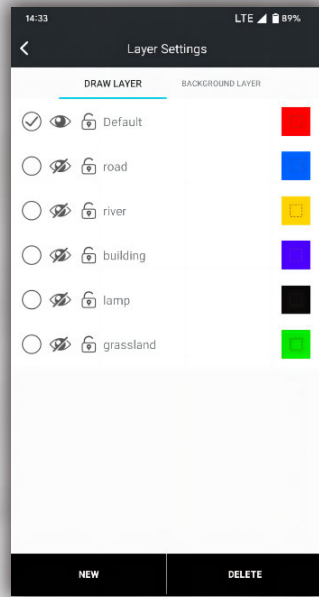 14:33 LTE 89%
Layer Settings
DRAW LAYER BACKGROUND LAYER
Default
road
river
building
lamp
grassland
NEW DELETE